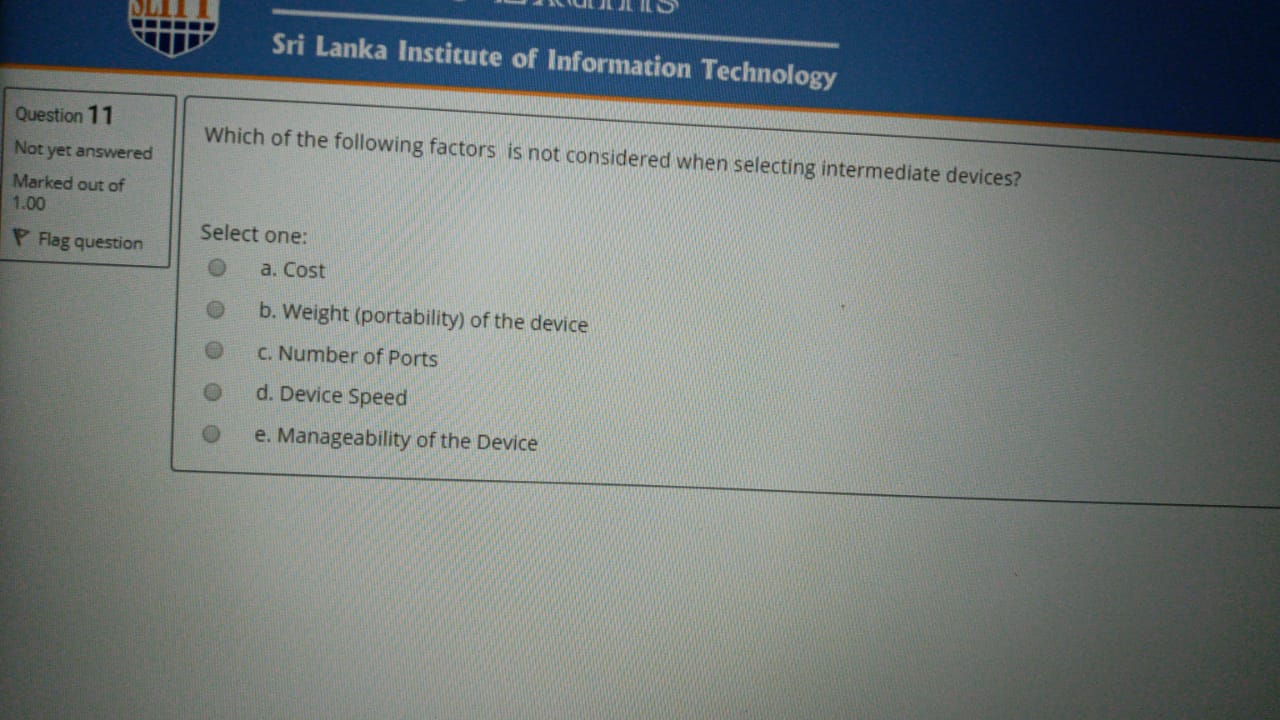 SLIIT
Sri Lanka Institute of Information Technology
Question 11
Not yet answered
Marked out of
1.00
Flag question
Which of the following factors is not considered when selecting intermediate devices?
Select one:
a. Cost
b. Weight (portability) of the device
c. Number of Ports
d. Device Speed
e. Manageability of the Device